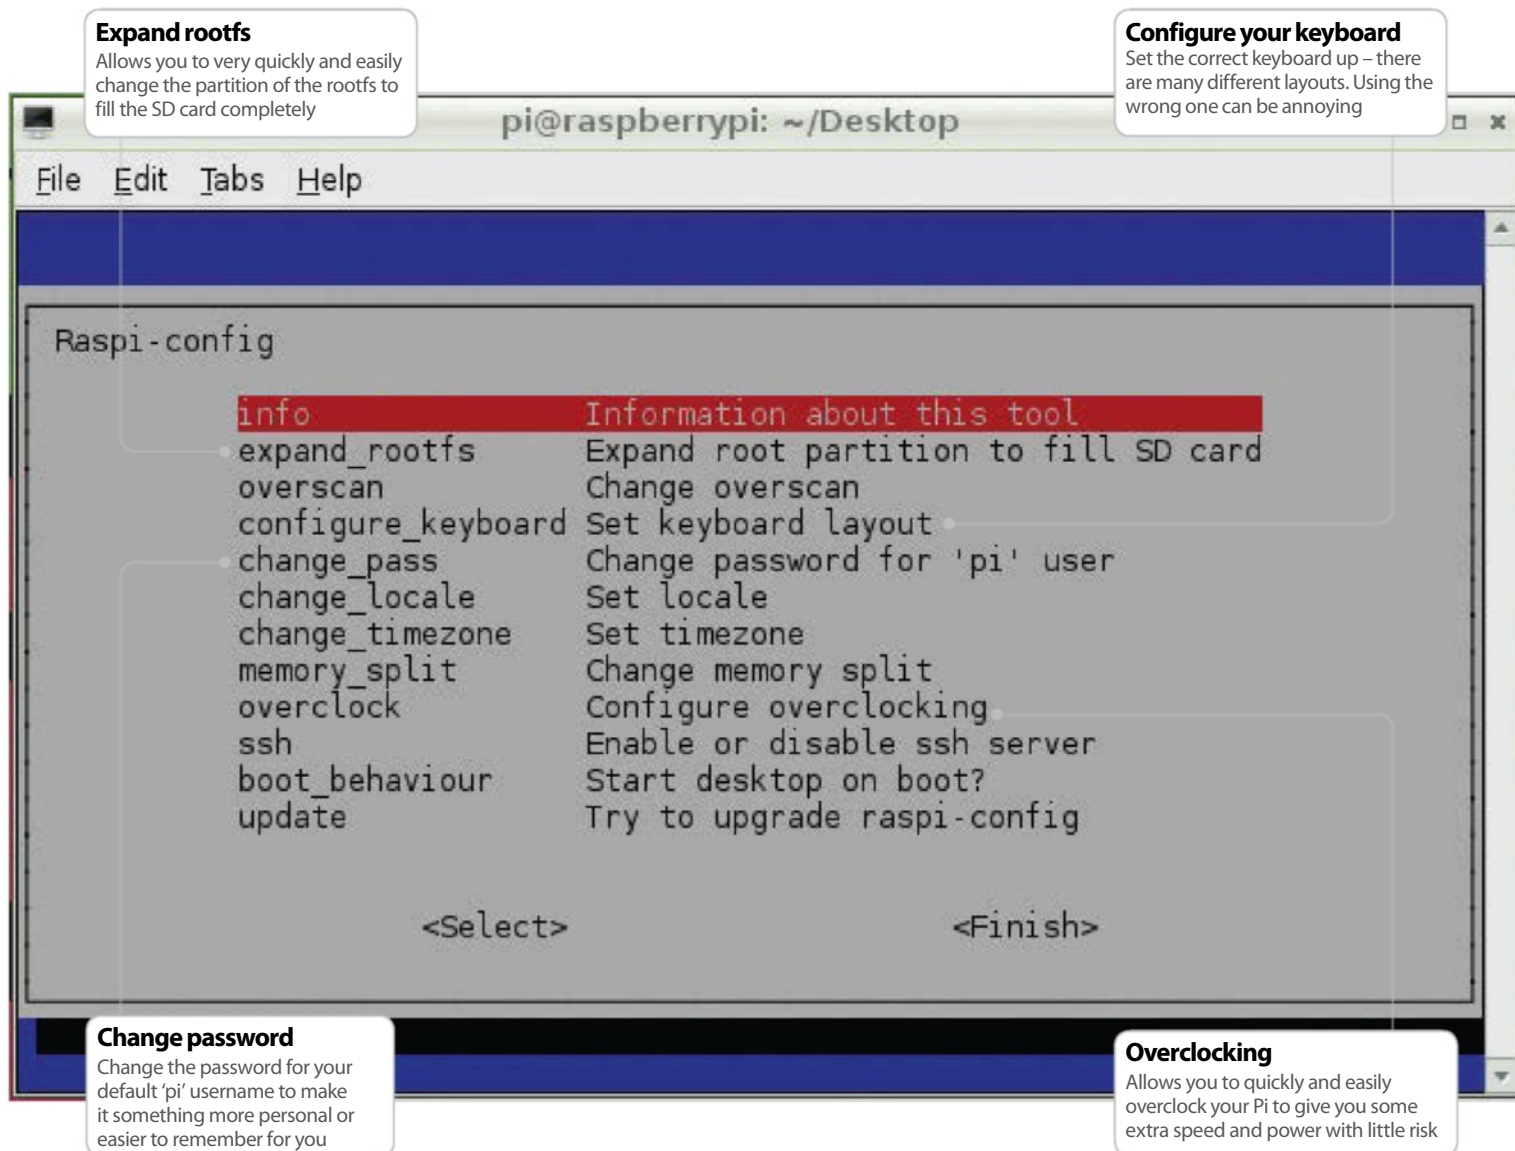 Expand rootfs
Allows you to very quickly and easily
change the partition of the rootfs to
fill the SD card completely
Configure your keyboard
Set the correct keyboard up – there
are many different layouts. Using the
wrong one can be annoying
pi@raspberrypi: ~/Desktop
File Edit Tabs Help
Raspi-config
info Information about this tool
expand_rootfs Expand root partition to fill SD card
overscan Change overscan
configure_keyboard Set keyboard layout
change_pass Change password for 'pi' user
change_locale Set locale
change_timezone Set timezone
memory_split Change memory split
overclock Configure overclocking
ssh Enable or disable ssh server
boot_behaviour Start desktop on boot?
update Try to upgrade raspi-config
<Select> <Finish>
Change password
Change the password for your
default ‘pi’ username to make
it something more personal or
easier to remember for you
Overclocking
Allows you to quickly and easily
overclock your Pi to give you some
extra speed and power with little risk